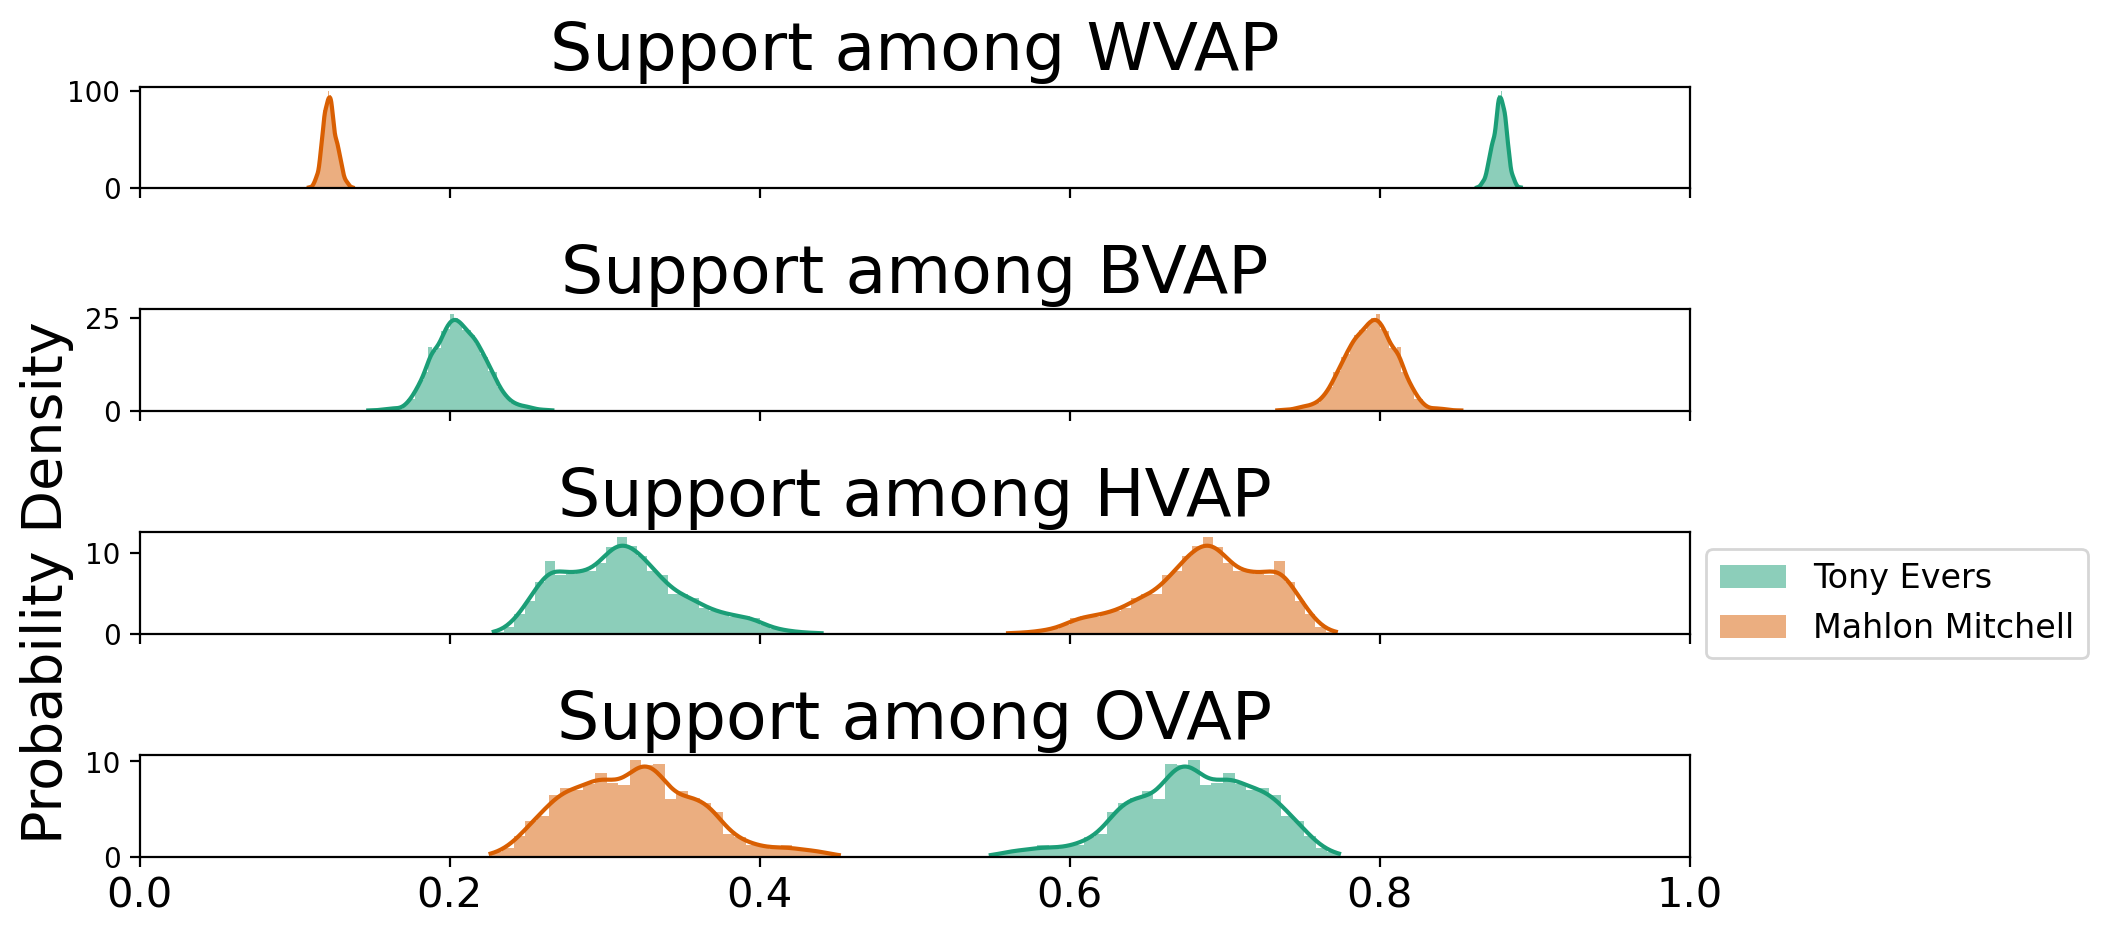 Support among WVAP
100
0
Support among BVAP
25
0
Support among HVAP
10
0
Support among OVAP
10
0
0.0 0.2 0.4 0.6 0.8 1.0
Probability Density
Tony Evers
Mahlon Mitchell